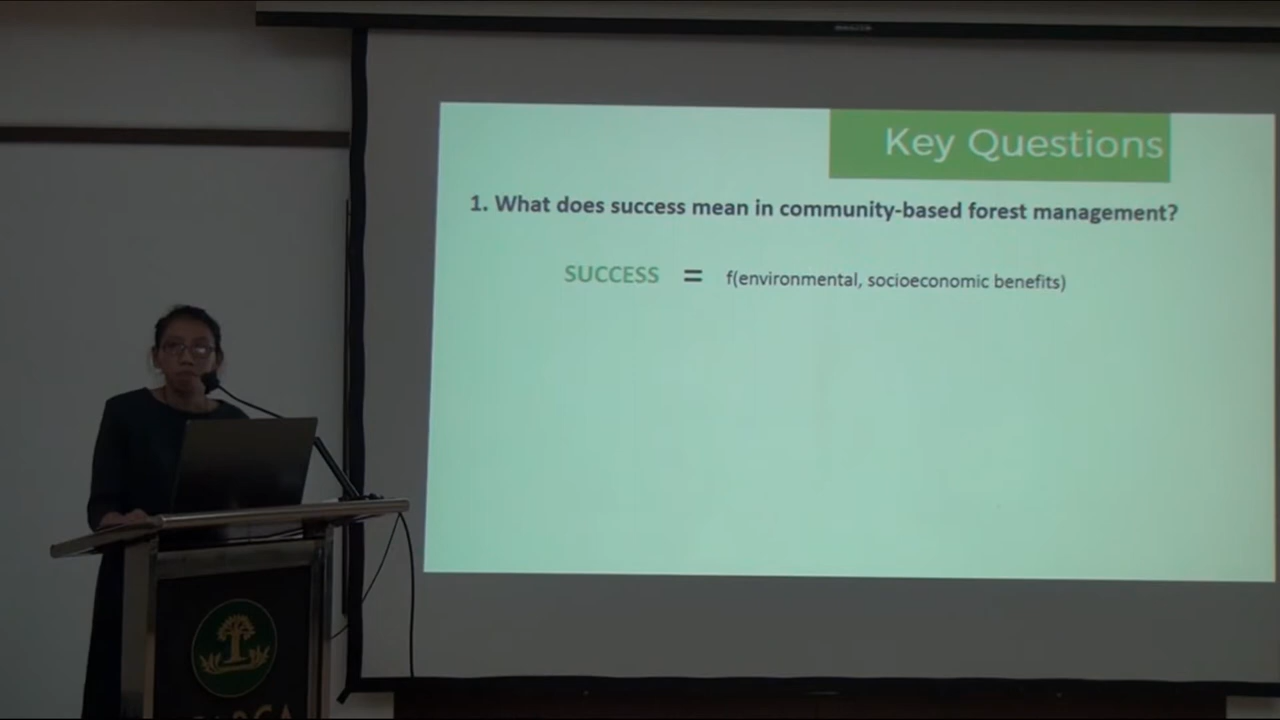 Key Questions
1. What does success mean in community-based forest management?
SUCCESS = f(environmental, socioeconomic benefits)